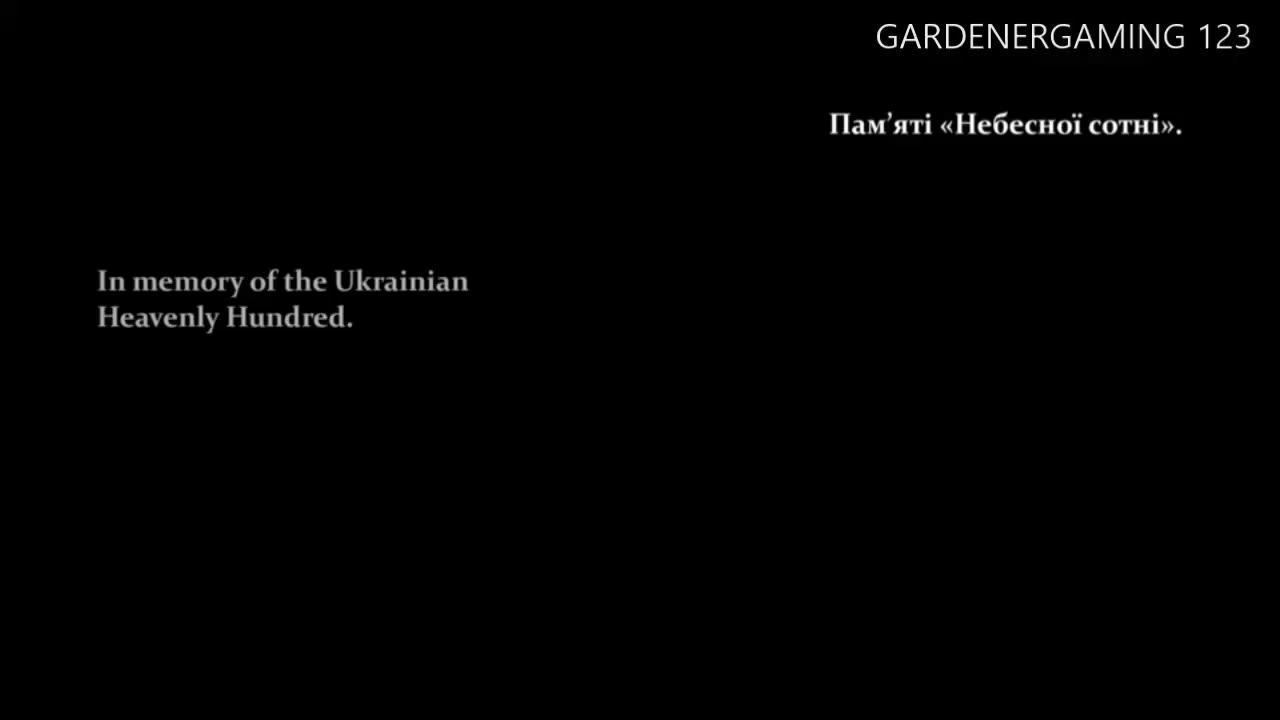 GARDENERGAMING 123
Пам’яті «Небесної сотні».
In memory of the Ukrainian
Heavenly Hundred.